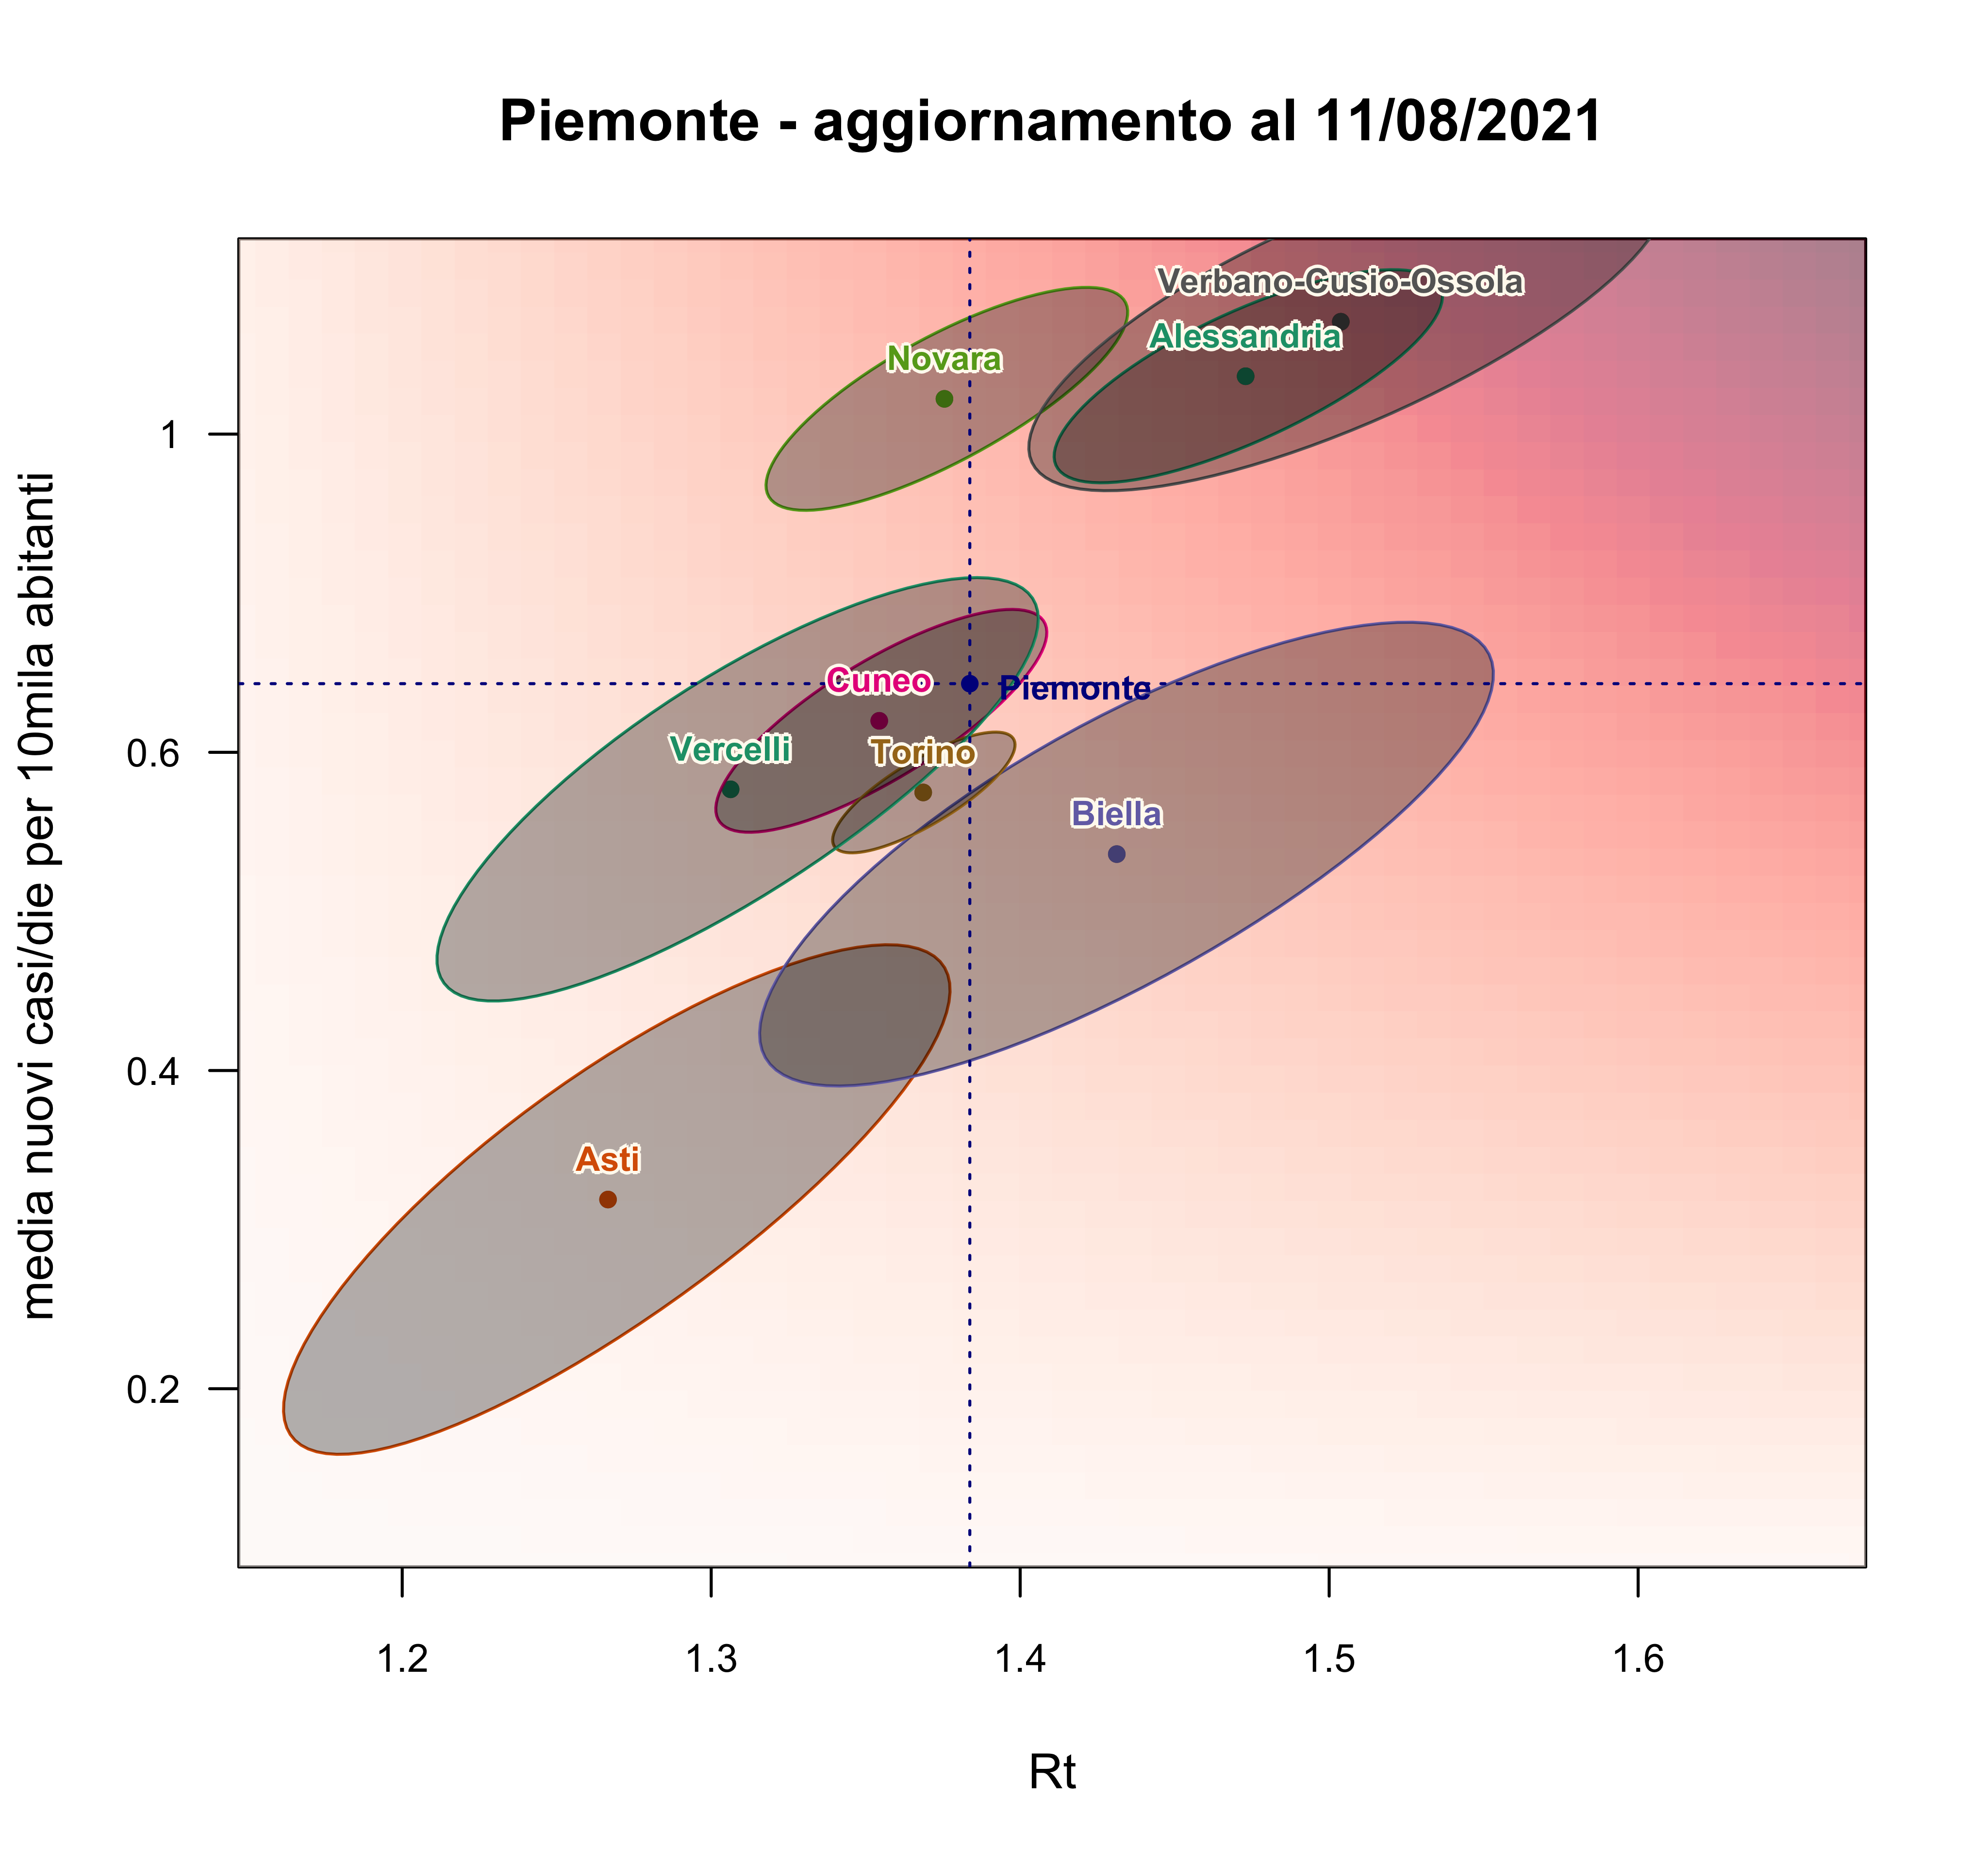 Piemonte - aggiornamento al 11/08/2021
media nuovi casi/die per 10mila abitanti
1
0.6
0.4
0.2
Verbano-Cusio-Ossola
Alessandria
Novara
Cuneo
Piemonte
Vercelli
Torino
Biella
Asti
1.2
1.3
1.4
1.5
1.6
Rt